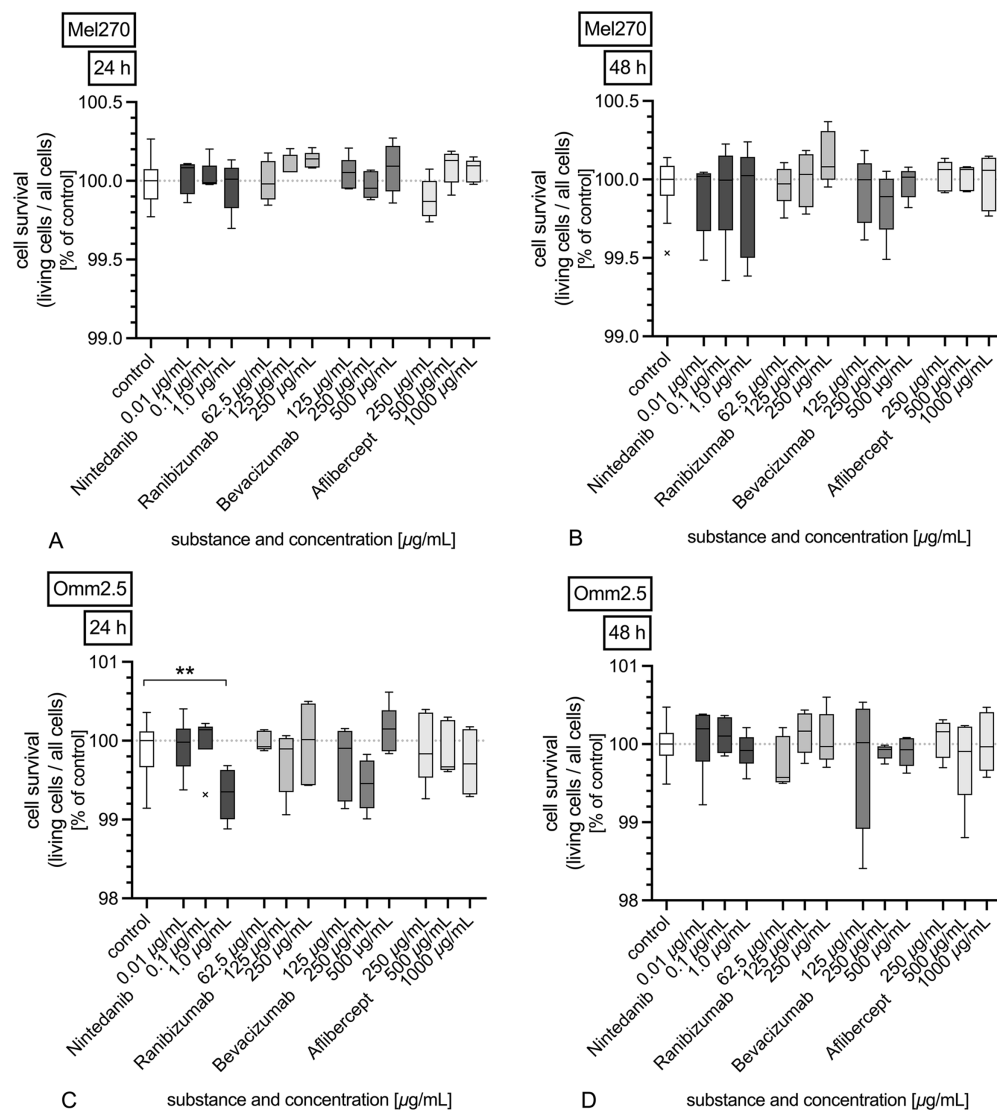 Mel270
24 h
cell survival
(living cells / all cells)
[% of control]
100.5
100.0
99.5
99.0
control
0.01 µg/mL
0.1 µg/mL
1.0 µg/mL
62.5 µg/mL
125 µg/mL
250 µg/mL
125 µg/mL
250 µg/mL
500 µg/mL
250 µg/mL
500 µg/mL
1000 µg/mL
Nintedanib
Ranibizumab
Bevacizumab
Aflibercept
A
substance and concentration [µg/mL]
Mel270
48 h
cell survival
(living cells / all cells)
[% of control]
100.5
100.0
99.5
99.0
control
0.01 µg/mL
0.1 µg/mL
1.0 µg/mL
62.5 µg/mL
125 µg/mL
250 µg/mL
125 µg/mL
250 µg/mL
500 µg/mL
250 µg/mL
500 µg/mL
1000 µg/mL
Nintedanib
Ranibizumab
Bevacizumab
Aflibercept
B
substance and concentration [µg/mL]
Omm2.5
24 h
cell survival
(living cells / all cells)
[% of control]
101
100
99
98
**
control
0.01 µg/mL
0.1 µg/mL
1.0 µg/mL
62.5 µg/mL
125 µg/mL
250 µg/mL
125 µg/mL
250 µg/mL
500 µg/mL
250 µg/mL
500 µg/mL
1000 µg/mL
Nintedanib
Ranibizumab
Bevacizumab
Aflibercept
C
substance and concentration [µg/mL]
Omm2.5
48 h
cell survival
(living cells / all cells)
[% of control]
101
100
99
98
control
0.01 µg/mL
0.1 µg/mL
1.0 µg/mL
62.5 µg/mL
125 µg/mL
250 µg/mL
125 µg/mL
250 µg/mL
500 µg/mL
250 µg/mL
500 µg/mL
1000 µg/mL
Nintedanib
Ranibizumab
Bevacizumab
Aflibercept
D
substance and concentration [µg/mL]